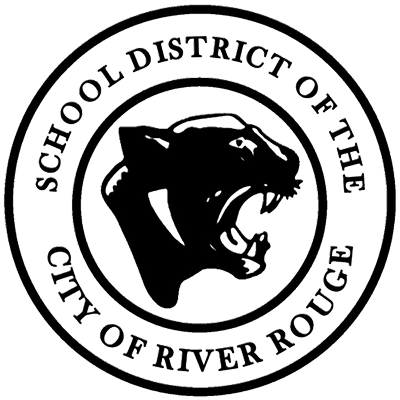 SCHOOL DISTRICT OF THE
CITY OF RIVER ROUGE